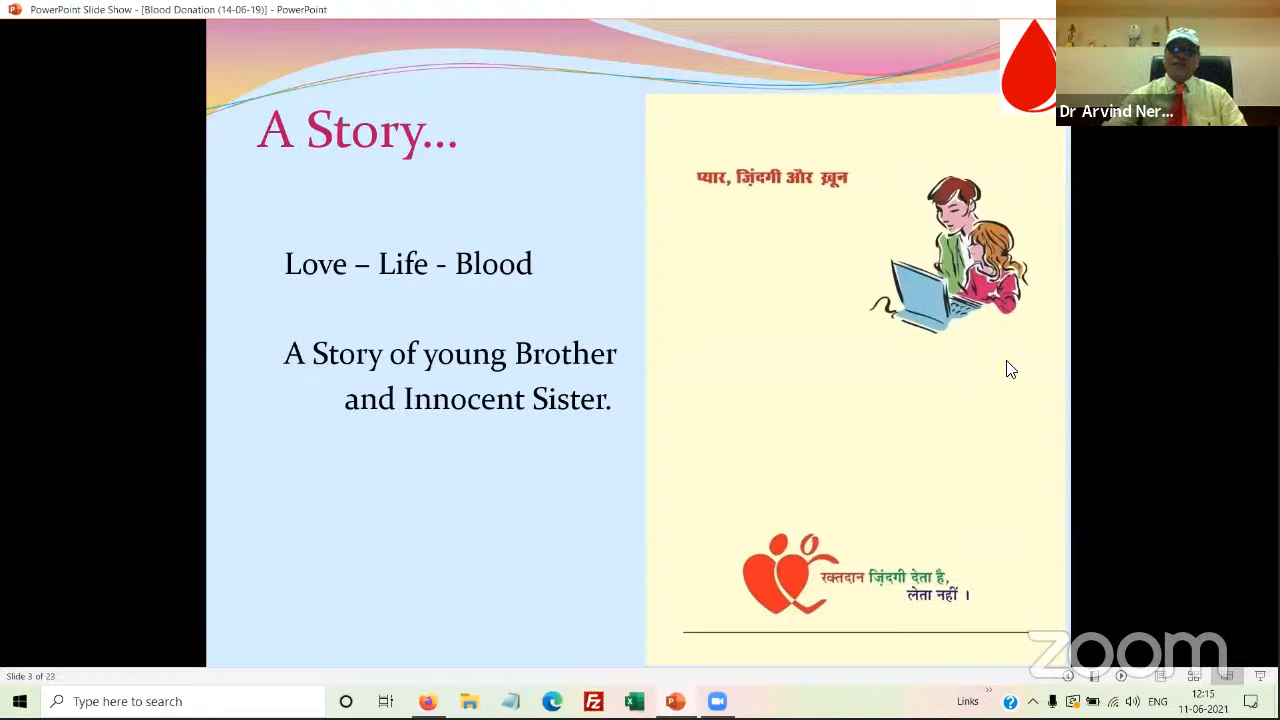 PowerPoint Slide Show - [Blood Donation (14-06-19)] - PowerPoint
Dr Arvind Ner...
A Story...
प्यार, ज़िंदगी और ख़ून
Love – Life - Blood
A Story of young Brother
and Innocent Sister.
रक्तदान ज़िंदगी देता है,
लेता नहीं ।
zoom
Slide 3 of 23
Type here to search
Links
ENG
12:15
11-06-2021